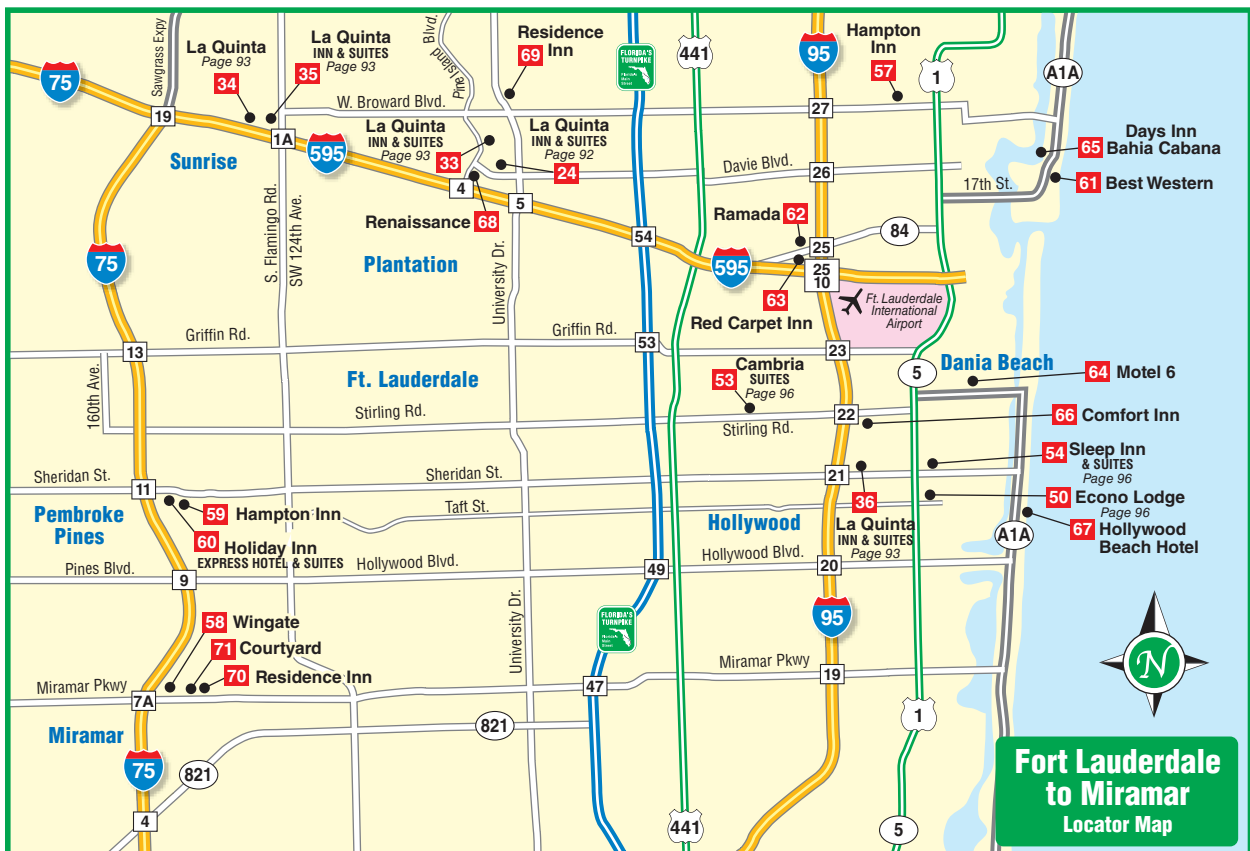 Sawgrass Expy
La Quinta
Page 93
34
La Quinta
INN & SUITES
Page 93
35
Pine Island
Blvd.
Residence
Inn
69
FLORIDA'S
TURNPIKE
441
95
Hampton
Inn
57
1
A1A
75
19
1A
W. Broward Blvd.
27
Sunrise
595
La Quinta
INN & SUITES
Page 93
33
La Quinta
INN & SUITES
Page 92
24
Davie Blvd.
26
Days Inn
65 Bahia Cabana
17th St.
61 Best Western
4
5
Renaissance 68
S. Flamingo Rd.
SW 124th Ave.
Plantation
University Dr.
54
Ramada 62
84
25
75
595
25
10
63
Red Carpet Inn
Ft. Lauderdale
International
Airport
Griffin Rd.
Griffin Rd.
13
53
23
160th Ave.
Ft. Lauderdale
Cambria
SUITES
Page 96
53
5
Dania Beach
64 Motel 6
Stirling Rd.
Stirling Rd.
22
66 Comfort Inn
Sheridan St.
11
Sheridan St.
21
54 Sleep Inn
& SUITES
Page 96
Pembroke
Pines
59 Hampton Inn
60 Holiday Inn
EXPRESS HOTEL & SUITES
Taft St.
Hollywood
36
La Quinta
INN & SUITES
Page 93
50 Econo Lodge
Page 96
67 Hollywood
Beach Hotel
A1A
Pines Blvd.
9
Hollywood Blvd.
49
Hollywood Blvd.
20
58 Wingate
71 Courtyard
70 Residence Inn
FLORIDA'S
TURNPIKE
95
University Dr.
N
Miramar Pkwy
7A
47
Miramar Pkwy
19
Miramar
821
1
75
821
4
441
5
Fort Lauderdale
to Miramar
Locator Map